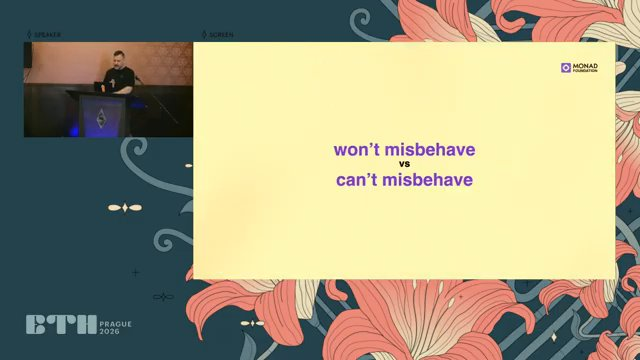 SPEAKER
SCREEN
MONAD
FOUNDATION
won't misbehave
vs
can't misbehave
ETH
PRAGUE
2026